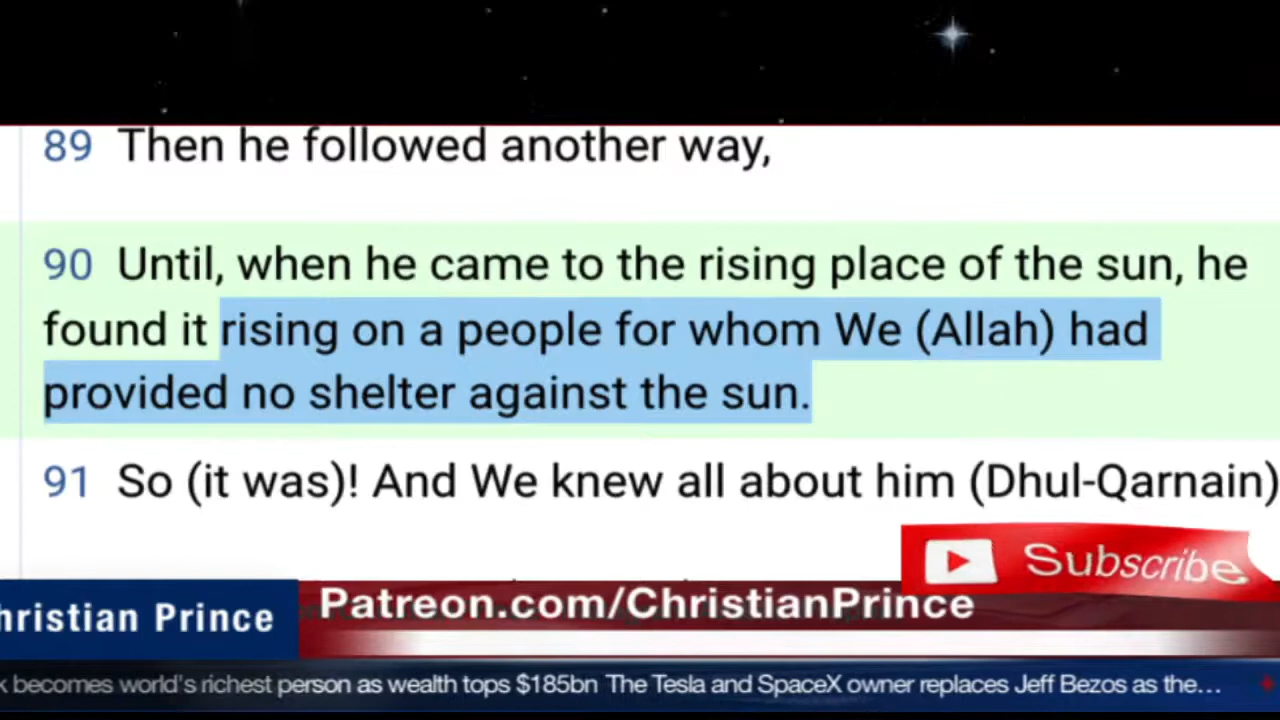 89 Then he followed another way,
90 Until, when he came to the rising place of the sun, he
found it rising on a people for whom We (Allah) had
provided no shelter against the sun.
91 So (it was)! And We knew all about him (Dhul-Qarnain)
Subscribe
hristian Prince
Patreon.com/ChristianPrince
k becomes world's richest person as wealth tops $185bn The Tesla and SpaceX owner replaces Jeff Bezos as the…